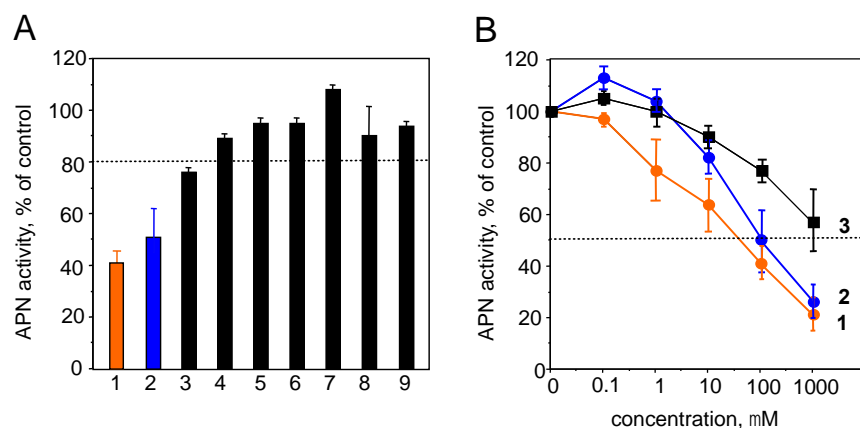 A
APN activity, % of control
120
100
80
60
40
20
0
1 2 3 4 5 6 7 8 9
B
APN activity, % of control
120
100
80
60
40
20
0
3
2
1
0 0.1 1 10 100 1000
concentration, mM